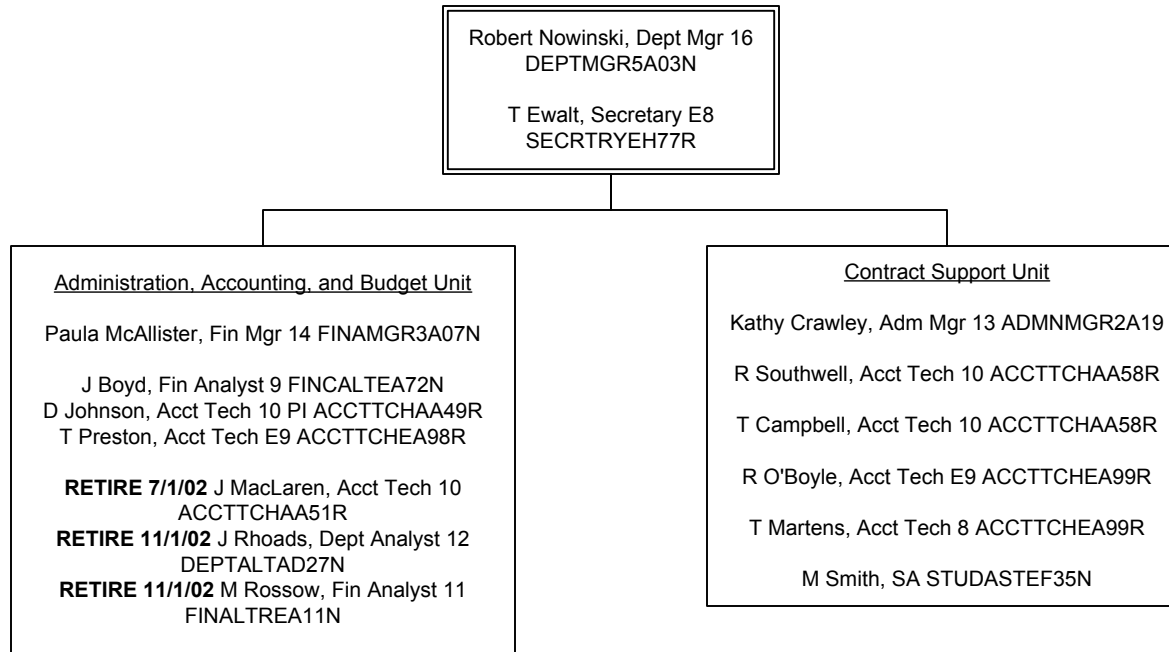 Robert Nowinski, Dept Mgr 16
DEPTMGR5A03N
T Ewalt, Secretary E8
SECRTRYEH77R
Administration, Accounting, and Budget Unit
Paula McAllister, Fin Mgr 14 FINAMGR3A07N
J Boyd, Fin Analyst 9 FINCALTEA72N
D Johnson, Acct Tech 10 PI ACCTTCHAA49R
T Preston, Acct Tech E9 ACCTTCHEA98R
RETIRE 7/1/02 J MacLaren, Acct Tech 10
ACCTTCHAA51R
RETIRE 11/1/02 J Rhoads, Dept Analyst 12
DEPTALTAD27N
RETIRE 11/1/02 M Rossow, Fin Analyst 11
FINALTREA11N
Contract Support Unit
Kathy Crawley, Adm Mgr 13 ADMNMGR2A19
R Southwell, Acct Tech 10 ACCTTCHAA58R
T Campbell, Acct Tech 10 ACCTTCHAA58R
R O'Boyle, Acct Tech E9 ACCTTCHEA99R
T Martens, Acct Tech 8 ACCTTCHEA99R
M Smith, SA STUDASTEF35N